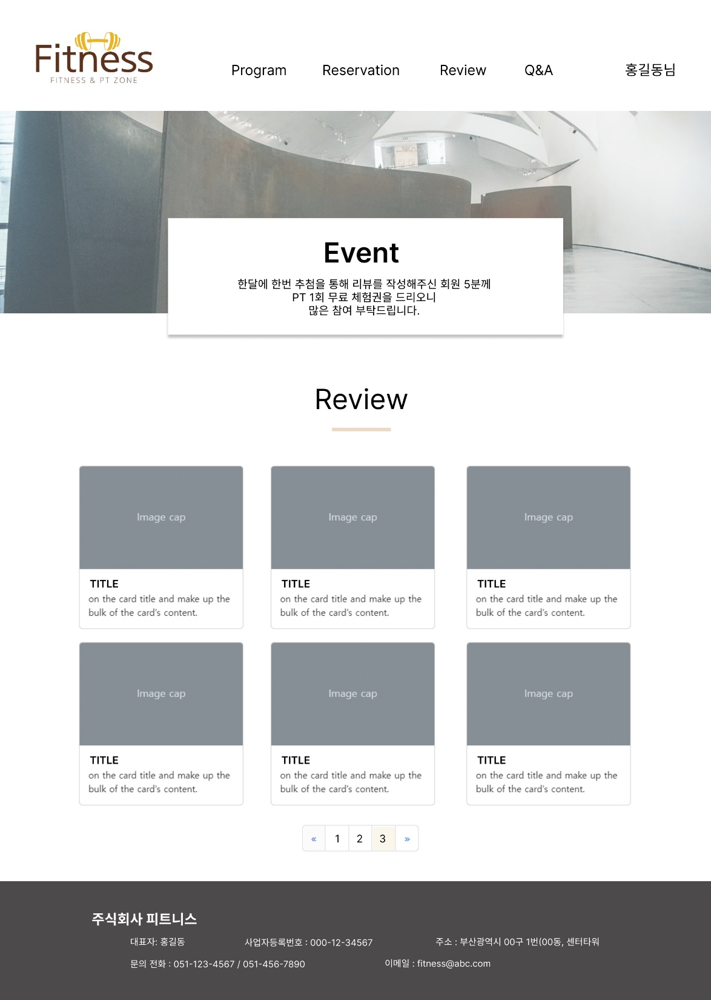 Fitness
FITNESS & PT ZONE
Program Reservation Review Q&A 홍길동님
Event
한달에 한번 추첨을 통해 리뷰를 작성해주신 회원 5분께
PT 1회 무료 체험권을 드리오니
많은 참여 부탁드립니다.
Review
Image cap Image cap Image cap
TITLE TITLE TITLE
on the card title and make up the on the card title and make up the on the card title and make up the
bulk of the card's content. bulk of the card's content. bulk of the card's content.
Image cap Image cap Image cap
TITLE TITLE TITLE
on the card title and make up the on the card title and make up the on the card title and make up the
bulk of the card's content. bulk of the card's content. bulk of the card's content.
« 1 2 3 »
주식회사 피트니스
대표자: 홍길동 사업자등록번호 : 000-12-34567 주소 : 부산광역시 00구 1번(00동, 센터타워
문의 전화 : 051-123-4567 / 051-456-7890 이메일 : fitness@abc.com